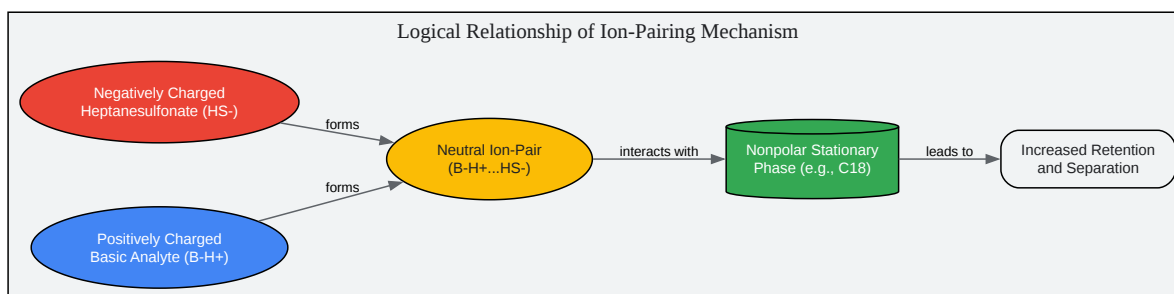 Logical Relationship of Ion-Pairing Mechanism
Negatively Charged
Heptanesulfonate (HS-)
forms
Neutral Ion-Pair
(B-H+...HS-)
interacts with
Nonpolar Stationary
Phase (e.g., C18)
leads to
Increased Retention
and Separation
forms
Positively Charged
Basic Analyte (B-H+)